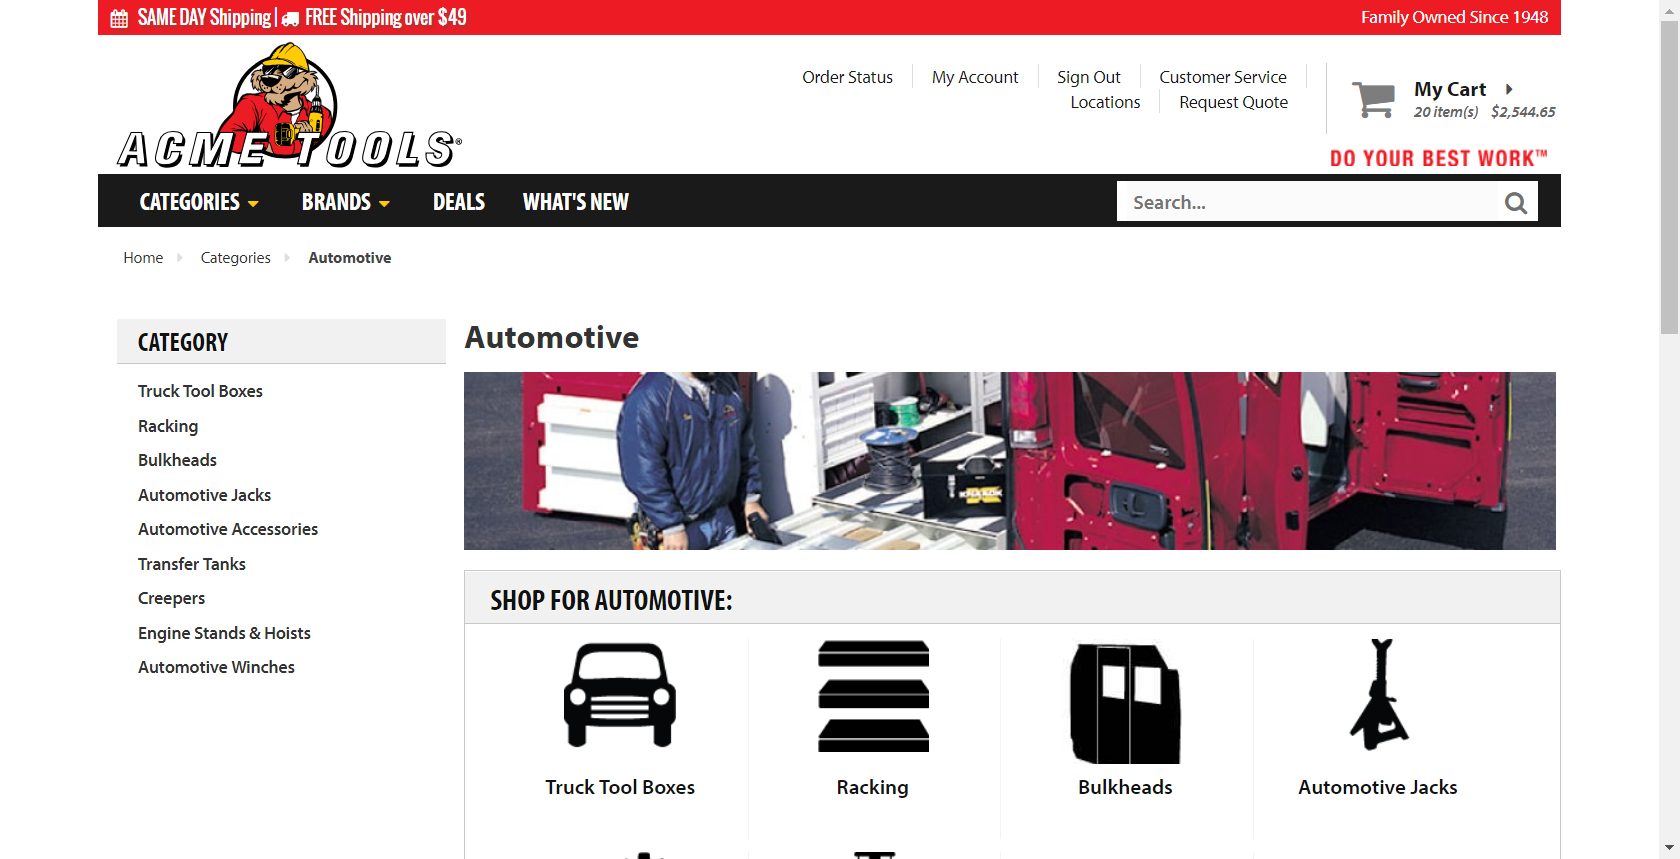 SAME DAY Shipping | FREE Shipping over $49
Family Owned Since 1948
ACME TOOLS®
Order Status
My Account
Sign Out
Customer Service
Locations
Request Quote
My Cart
20 item(s) $2,544.65
DO YOUR BEST WORK™
CATEGORIES
BRANDS
DEALS
WHAT'S NEW
Search...
Home
Categories
Automotive
CATEGORY
Truck Tool Boxes
Racking
Bulkheads
Automotive Jacks
Automotive Accessories
Transfer Tanks
Creepers
Engine Stands & Hoists
Automotive Winches
Automotive
SHOP FOR AUTOMOTIVE:
Truck Tool Boxes
Racking
Bulkheads
Automotive Jacks